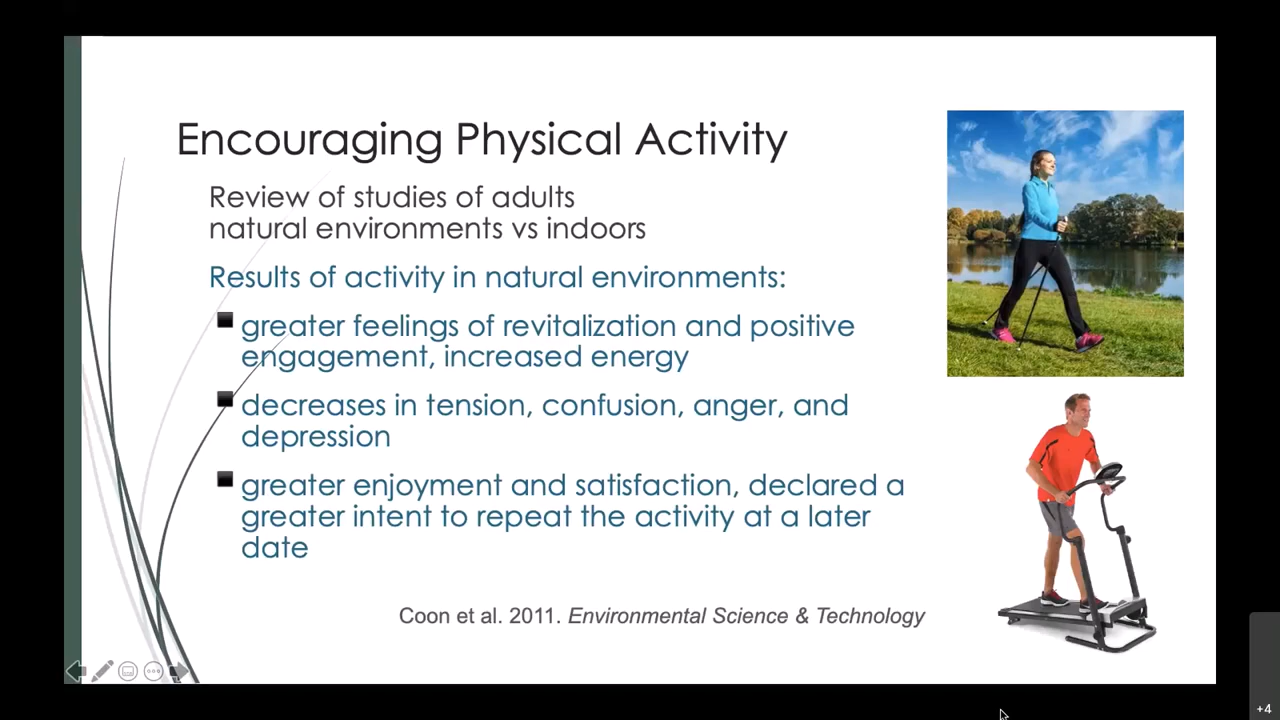 Encouraging Physical Activity
Review of studies of adults
natural environments vs indoors
Results of activity in natural environments:
greater feelings of revitalization and positive
engagement, increased energy
decreases in tension, confusion, anger, and
depression
greater enjoyment and satisfaction, declared a
greater intent to repeat the activity at a later
date
Coon et al. 2011. Environmental Science & Technology
+4